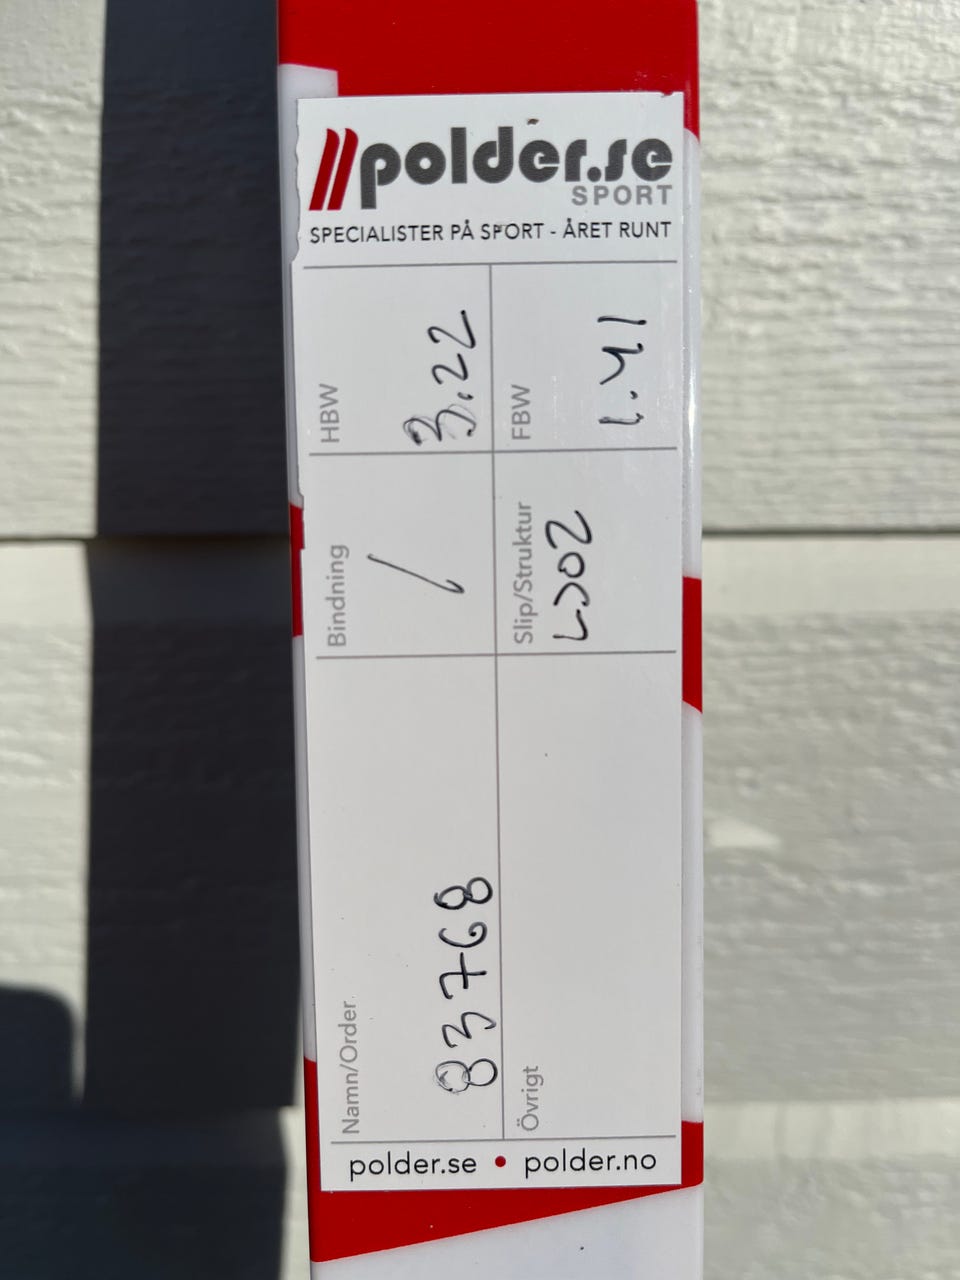 polder.se
SPORT
SPECIALISTER PÅ SPORT - ÅRET RUNT
Namn/Order
83768
Bindning
/
HBW
3.22
Övrigt
Slip/Struktur
LJ02
FBW
1.41
polder.se • polder.no